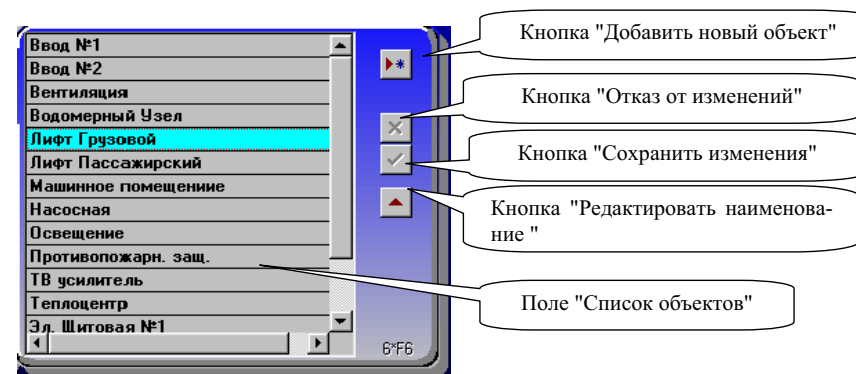 Ввод №1
Ввод №2
Вентиляция
Водомерный Узел
Лифт Грузовой
Лифт Пассажирский
Машинное помещениие
Насосная
Освещение
Противопожарн. защ.
ТВ усилитель
Теплоцентр
Эл. Щитовая №1
6*F6
Кнопка "Добавить новый объект"
Кнопка "Отказ от изменений"
Кнопка "Сохранить изменения"
Кнопка "Редактировать наименова-
ние "
Поле "Список объектов"